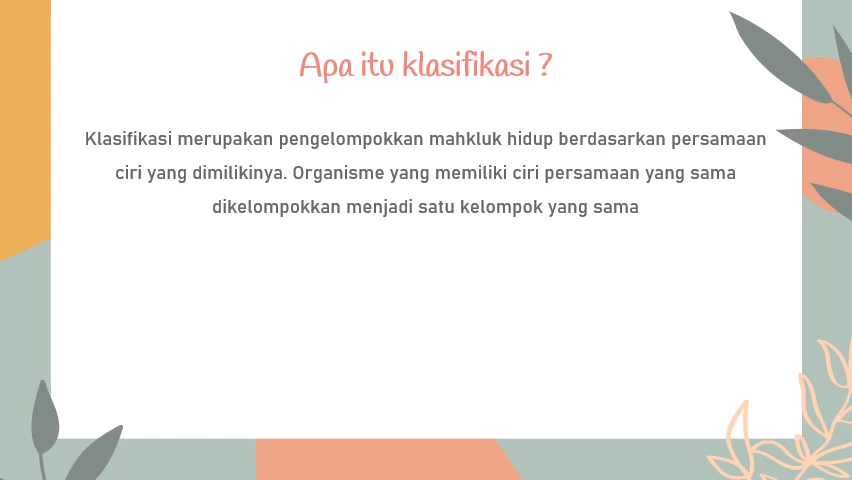 Apa itu klasifikasi ?
Klasifikasi merupakan pengelompokkan mahkluk hidup berdasarkan persamaan
ciri yang dimilikinya. Organisme yang memiliki ciri persamaan yang sama
dikelompokkan menjadi satu kelompok yang sama